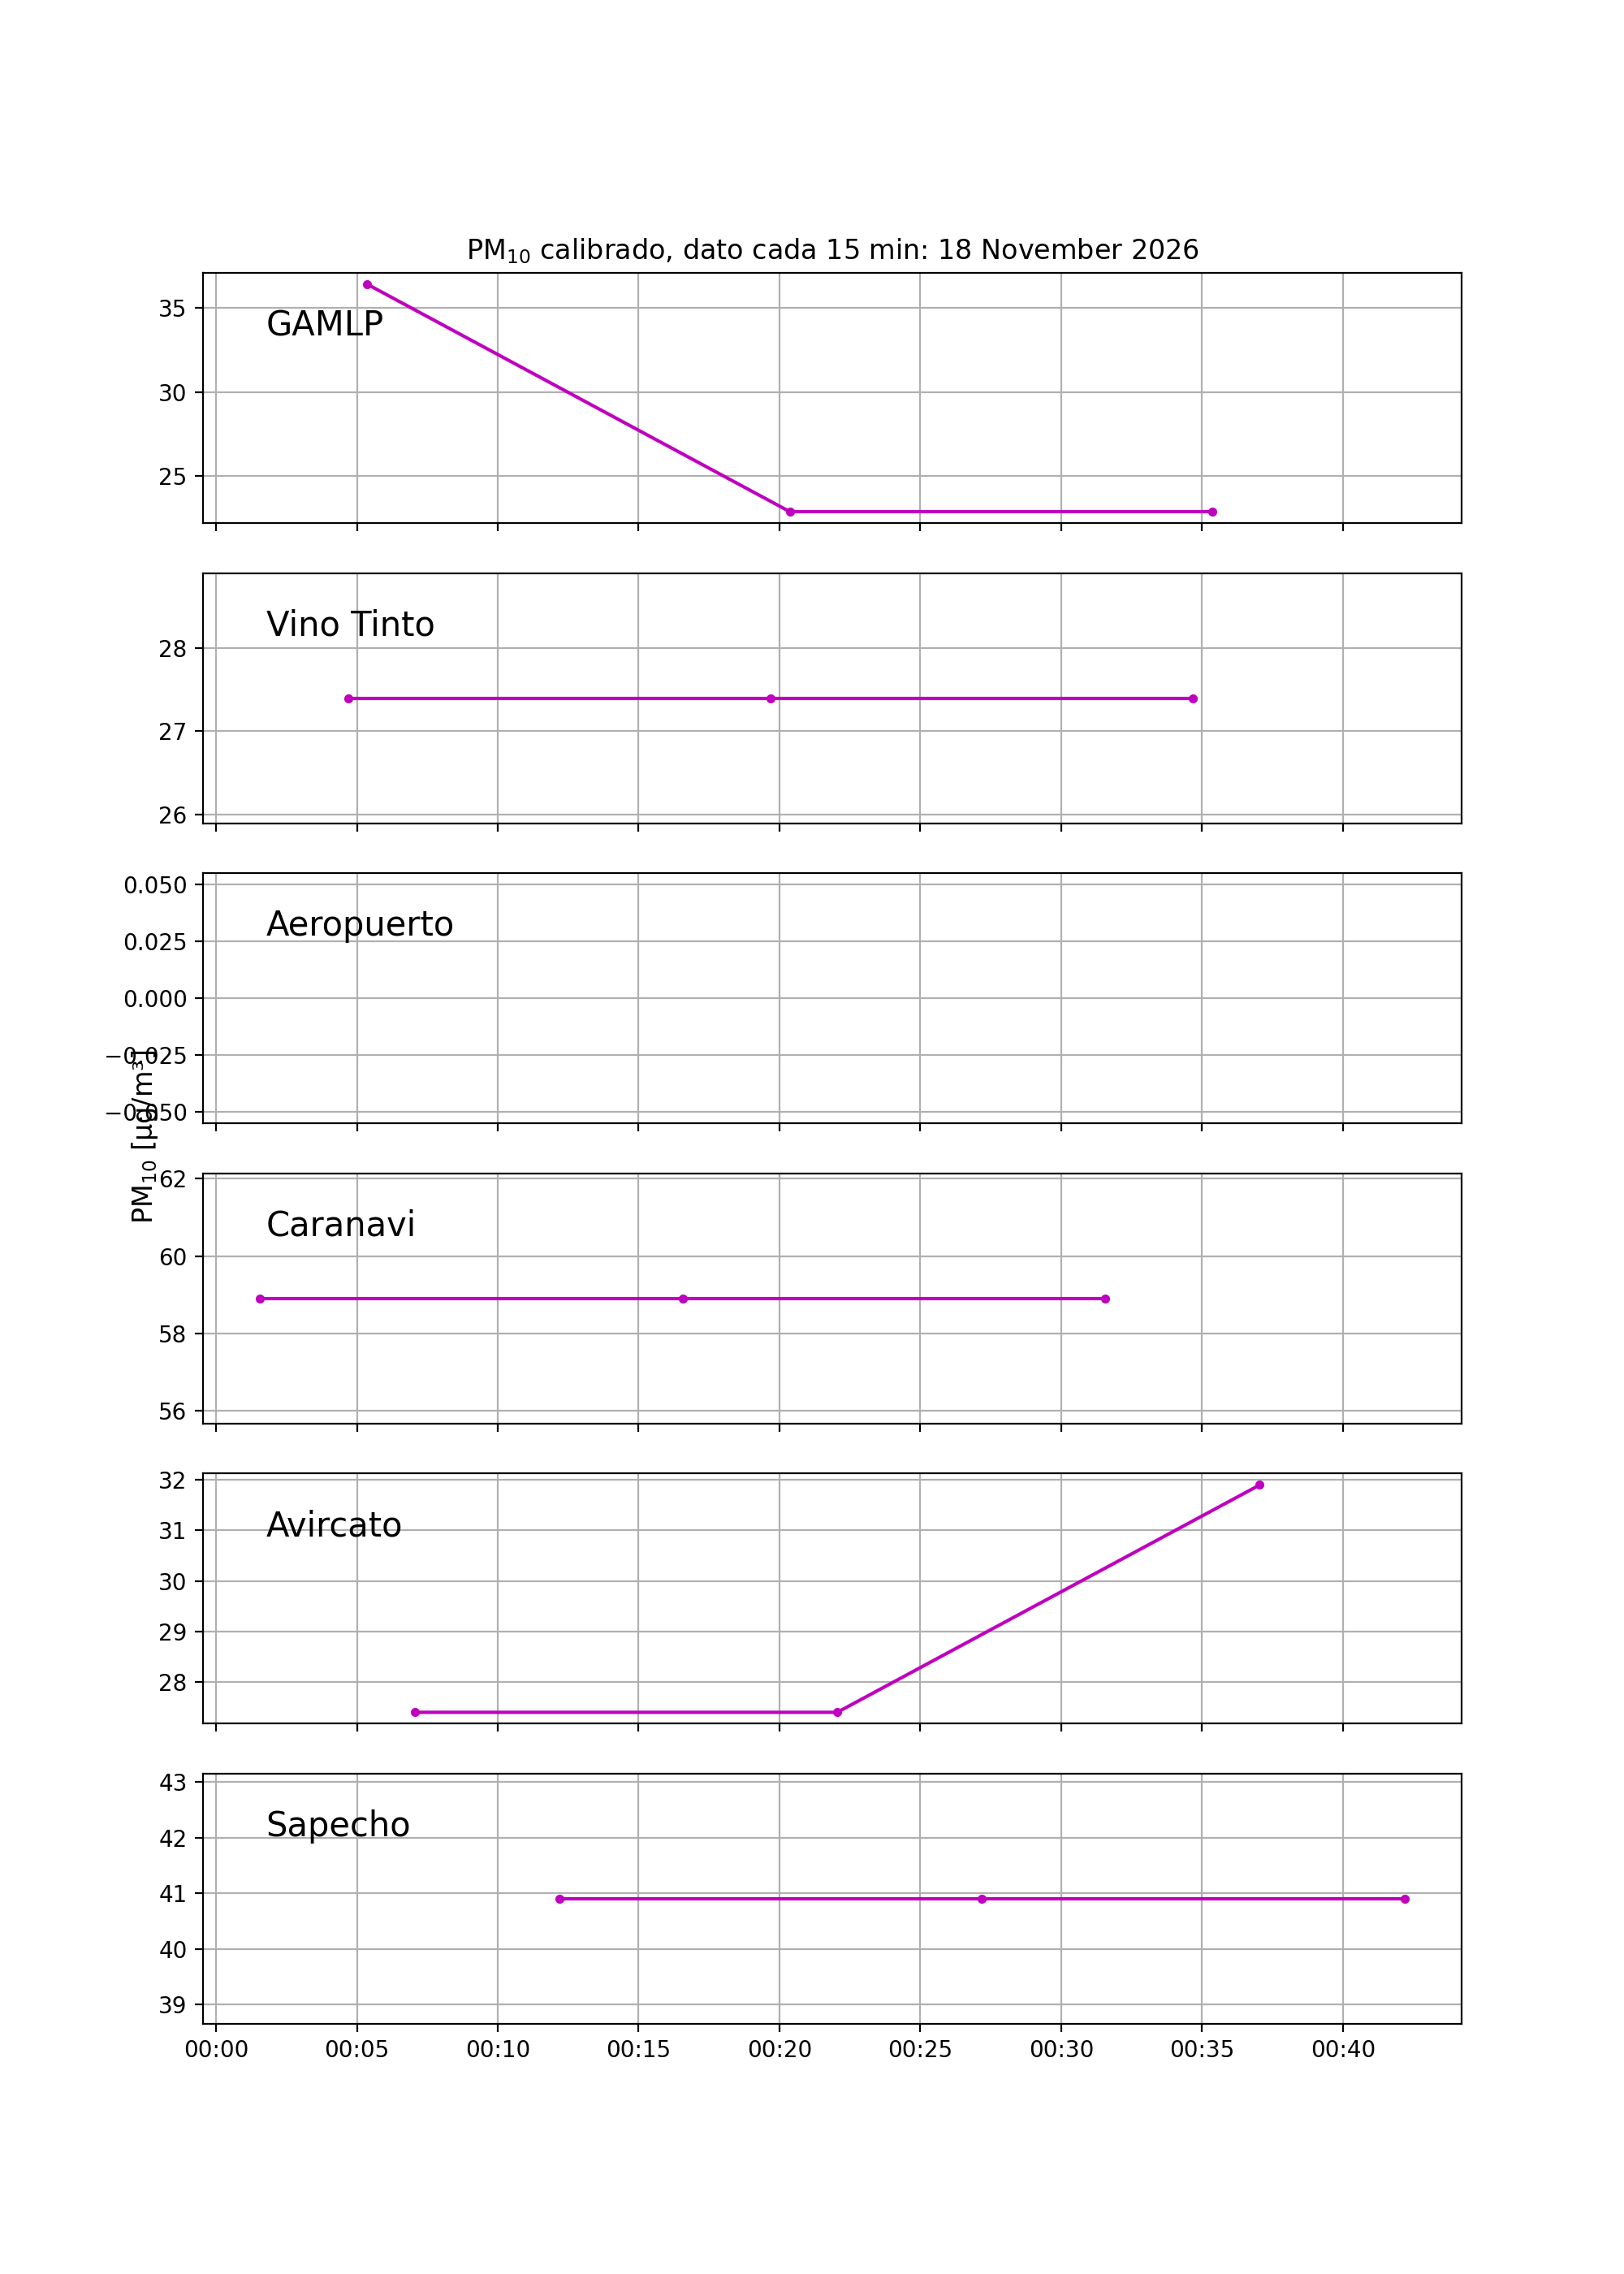 PM₁₀ calibrado, dato cada 15 min: 18 November 2026
GAMLP
35
30
25
Vino Tinto
28
27
26
Aeropuerto
0.050
0.025
0.000
−0.025
−0.050
PM₁₀ [µg/m³]
Caranavi
62
60
58
56
Avircato
32
31
30
29
28
Sapecho
43
42
41
40
39
00:00 00:05 00:10 00:15 00:20 00:25 00:30 00:35 00:40